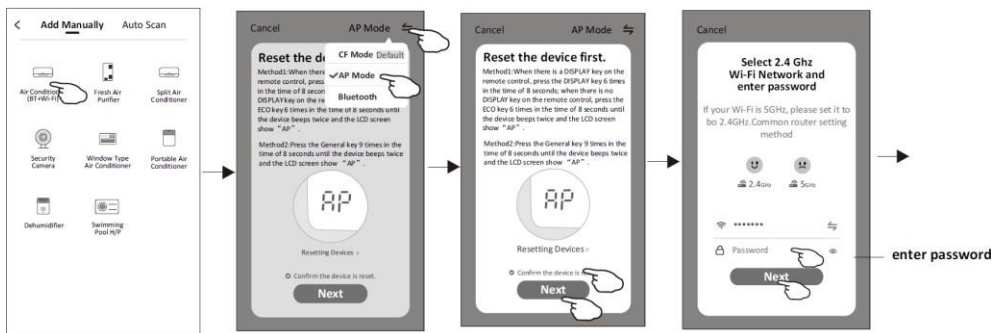 Add Manually
Auto Scan
Air Condition
(BT+Wi-Fi)
Fresh Air
Purifier
Split Air
Conditioner
Security
Camera
Window Type
Air Conditioner
Portable Air
Conditioner
Dehumidifier
Swimming
Pool H/P
Cancel
AP Mode
CF Mode Default
AP Mode
Bluetooth
Reset the de
Method1:When there
remote control, press
in the time of 8 seconds
DISPLAY key on the re
ECO key 6 times in the time of 8 seconds until
the device beeps twice and the LCD screen
show “AP”.
Method2:Press the General key 9 times in the
time of 8 seconds until the device beeps twice
and the LCD screen show “AP”.
AP
Resetting Devices >
Confirm the device is reset.
Next
Cancel
AP Mode
Reset the device first.
Method1:When there is a DISPLAY key on the
remote control, press the DISPLAY key 6 times
in the time of 8 seconds; when there is no
DISPLAY key on the remote control, press the
ECO key 6 times in the time of 8 seconds until
the device beeps twice and the LCD screen
show “AP”.
Method2:Press the General key 9 times in the
time of 8 seconds until the device beeps twice
and the LCD screen show “AP”.
AP
Resetting Devices >
Confirm the device is re
Next
Cancel
Select 2.4 Ghz
Wi-Fi Network and
enter password
If your Wi-Fi is 5GHz, please set it to
bo 2.4GHz.Common router setting
method
2.4GHz
5GHz
•••••••
Password
Next
enter password